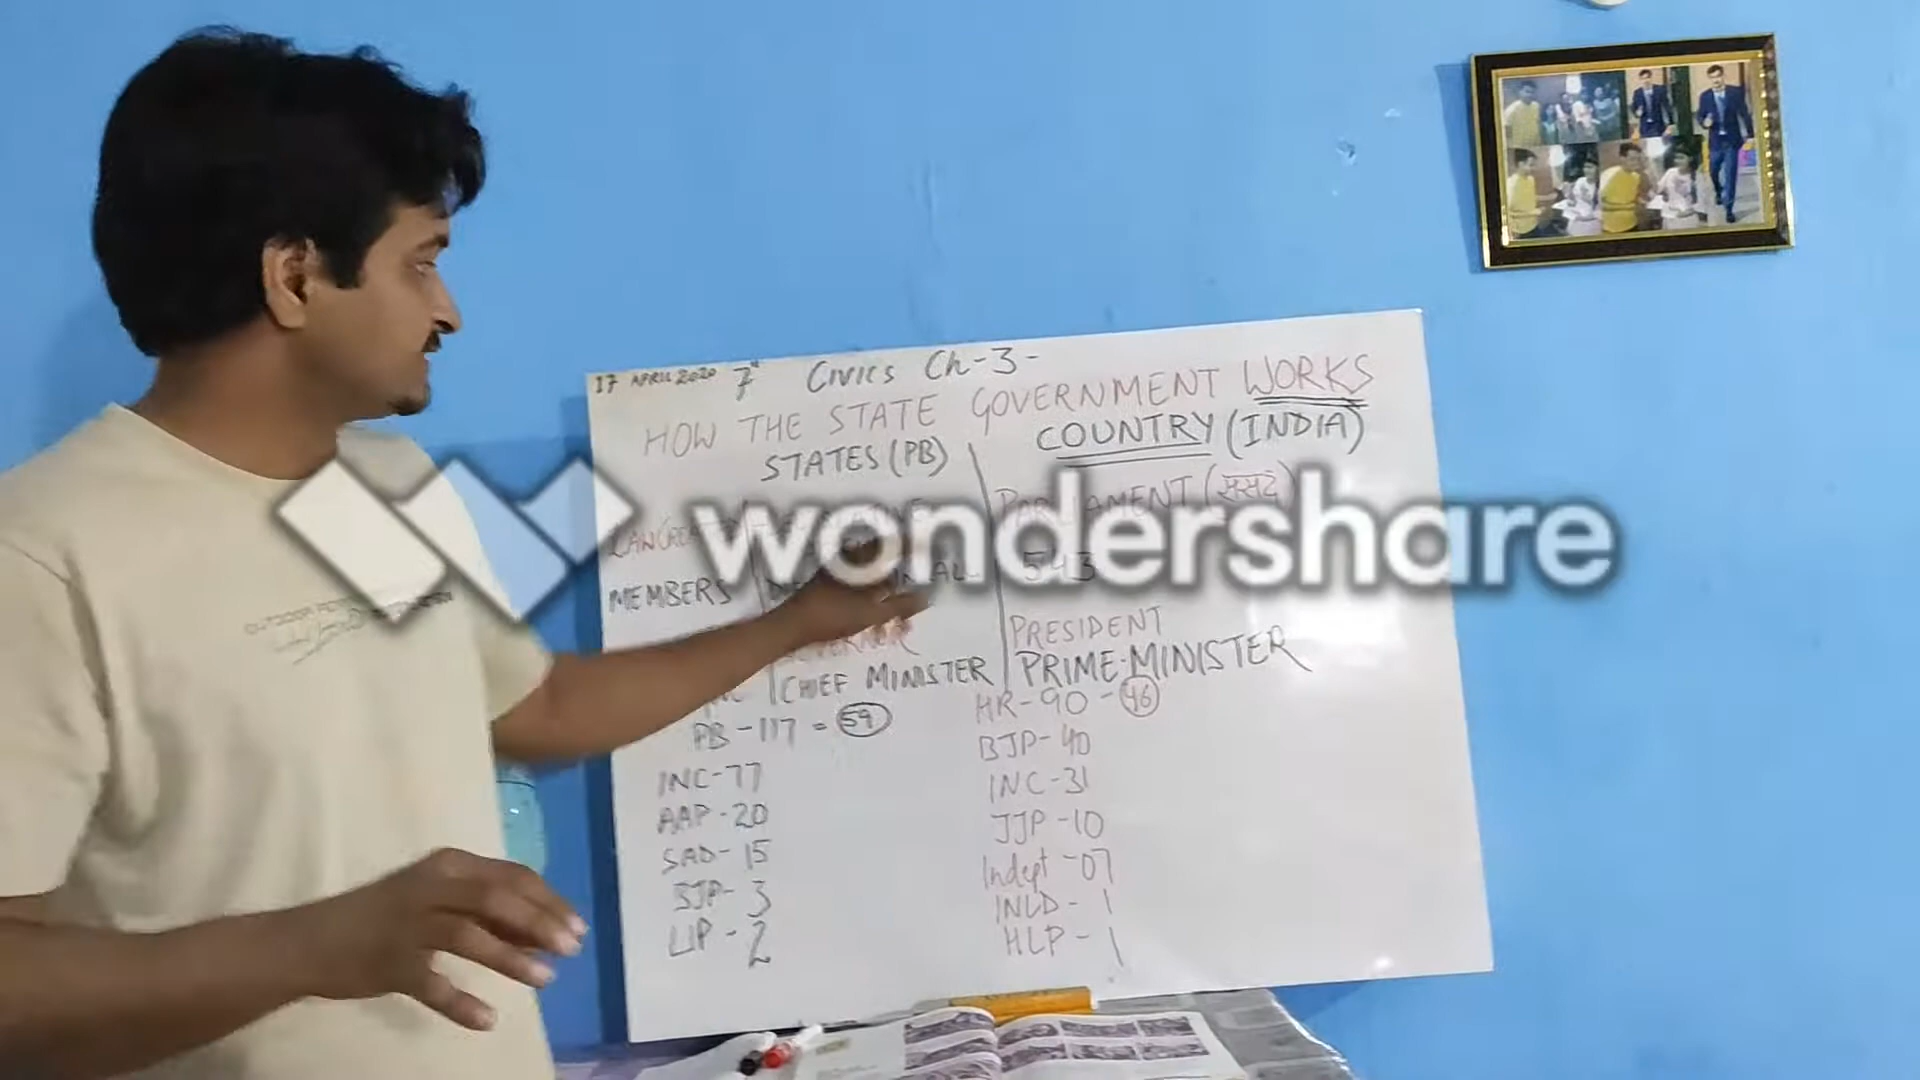 17 APRIL 2020 7th Civics Ch-3-
HOW THE STATE GOVERNMENT WORKS
STATES (PB)
MEMBERS
GOVERNOR
CHIEF MINISTER
PB - 117 = 59
INC - 77
AAP - 20
SAD - 15
BJP - 3
LIP - 2
COUNTRY (INDIA)
PARLIAMENT (संसद)
543
PRESIDENT
PRIME-MINISTER
HR - 90 - 46
BJP - 40
INC - 31
JJP - 10
Indept - 07
INLD - 1
HLP - 1
wondershare